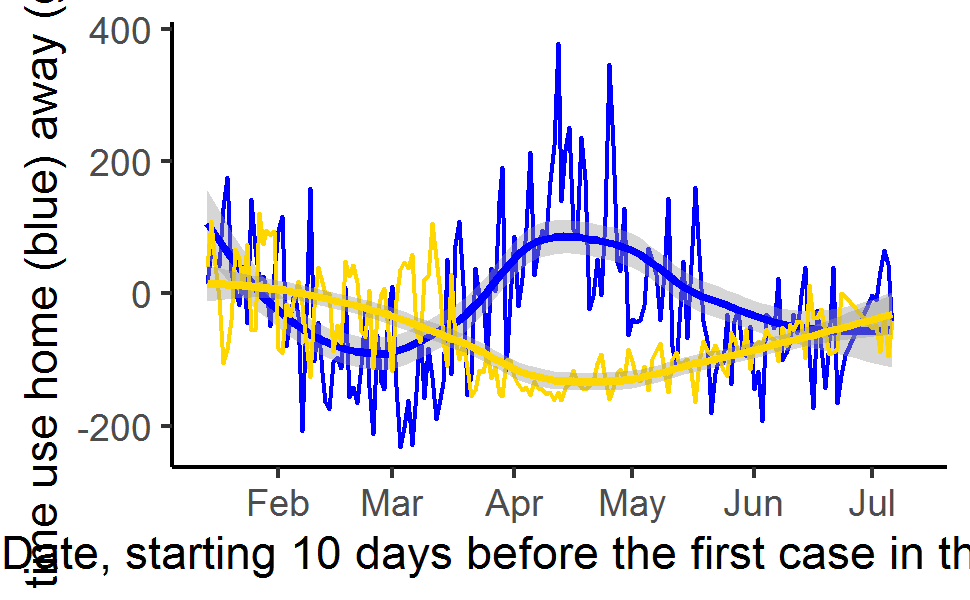 time use home (blue) away (
400
200
0
-200
Feb Mar Apr May Jun Jul
Date, starting 10 days before the first case in th